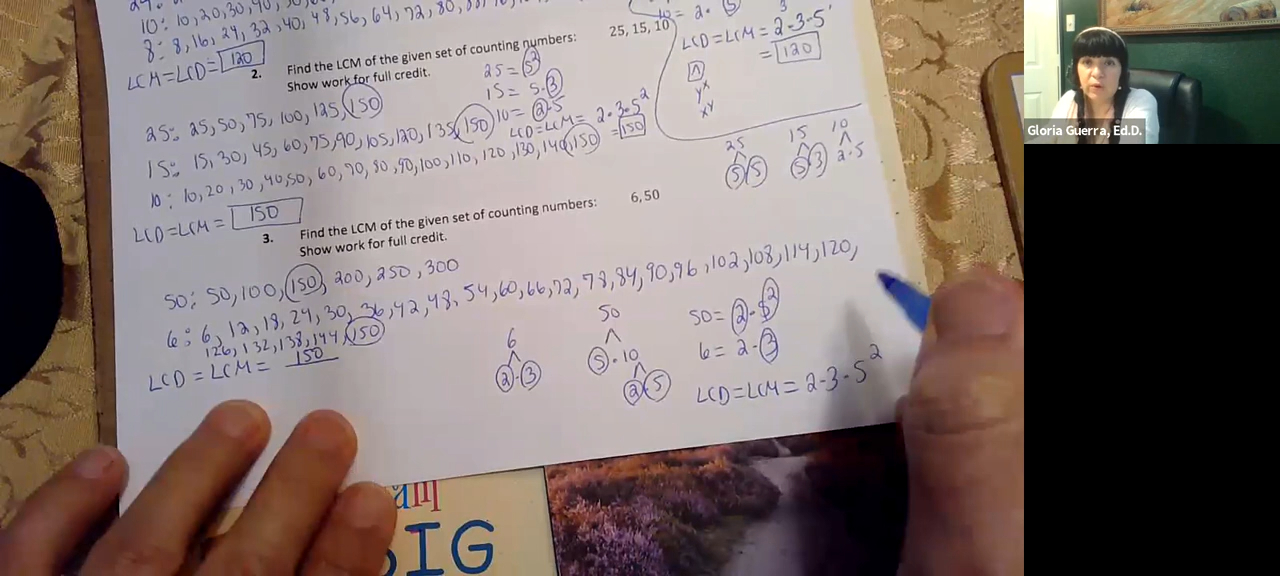 10: 10, 20, 30, 40,
8: 8, 16, 24, 32, 40, 48, 56, 64, 72, 80,
LCM = LCD = 120
10 = 2 · 5
LCD = LCM = 2³·3·5¹
= 120
^
yˣ
xʸ
2. Find the LCM of the given set of counting numbers: 25, 15, 10
Show work for full credit.
25 = 5²
15 = 5·3
10 = 2·5
LCD = LCM = 2·3·5²
= 150
25: 25, 50, 75, 100, 125, 150
15: 15, 30, 45, 60, 75, 90, 105, 120, 135, 150
10: 10, 20, 30, 40, 50, 60, 70, 80, 90, 100, 110, 120, 130, 140, 150
LCD = LCM = 150
25
5 5
15
5 3
10
2·5
3. Find the LCM of the given set of counting numbers: 6, 50
Show work for full credit.
50: 50, 100, 150, 200, 250, 300
6: 6, 12, 18, 24, 30, 36, 42, 48, 54, 60, 66, 72, 78, 84, 90, 96, 102, 108, 114, 120,
126, 132, 138, 144, 150
LCD = LCM = 150
6
2·3
50
5·10
2·5
50 = 2·5²
6 = 2·3
LCD = LCM = 2·3·5²
IG
Gloria Guerra, Ed.D.